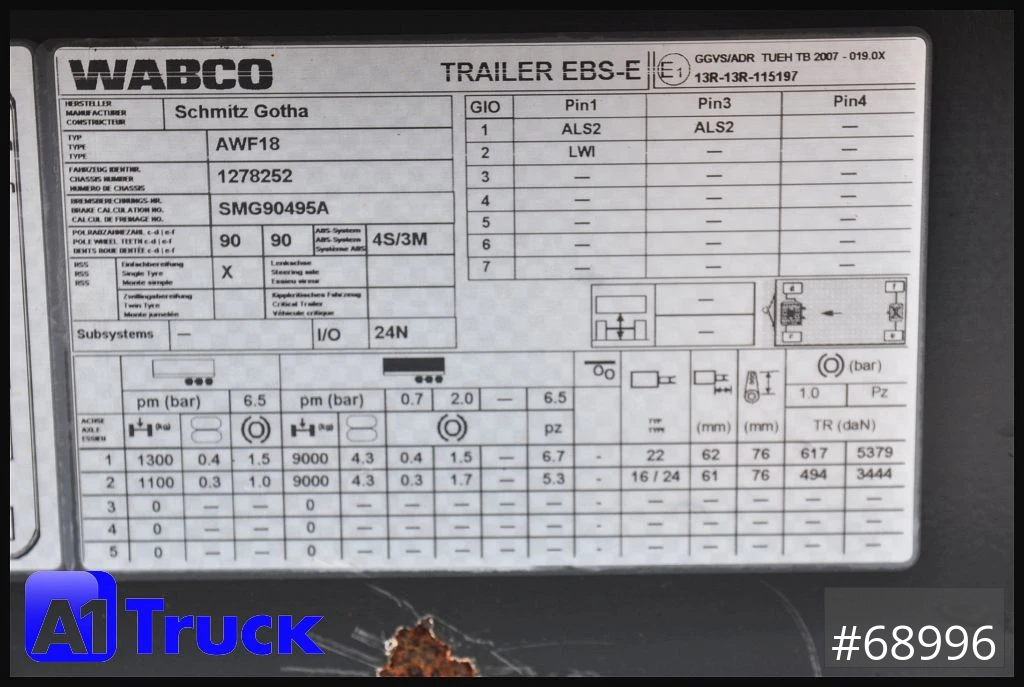 WABCO
TRAILER EBS-E
E1
GGVS/ADR TUEH TB 2007 - 019.0X
13R-13R-115197
HERSTELLER
MANUFACTURER
CONSTRUCTEUR
Schmitz Gotha
TYP
TYPE
TYPE
AWF18
FAHRZEUG IDENTNR.
CHASSIS NUMBER
NUMERO DE CHASSIS
1278252
BREMSBERECHNUNGS-NR.
BRAKE CALCULATION NO.
CALCUL DE FREINAGE NO.
SMG90495A
POLRADZAHNEZAHL c-d | e-f
POLE WHEEL TEETH c-d | e-f
DENTS ROUE DENTÉE c-d | e-f
90 90
ABS-System
ABS-System
Système ABS
4S/3M
RSS
RSS
RSS
Einfachbereifung
Single Tyre
Monte simple
X
Lenkachse
Steering axle
Essieu vireur
Zwillingsbereifung
Twin Tyre
Monte jumelée
Kippkritisches Fahrzeug
Critical Trailer
Véhicule critique
Subsystems — I/O 24N
GIO Pin1 Pin3 Pin4
1 ALS2 ALS2 —
2 LWI — —
3 — — —
4 — — —
5 — — —
6 — — —
7 — — —
—
—
d f
c e
pm (bar) 6.5 pm (bar) 0.7 2.0 — 6.5
(bar)
1.0 Pz
ACHSE
AXLE
ESSIEU
(kg) (kg) pz
TYP
TYPE
(mm) (mm) TR (daN)
1 1300 0.4 1.5 9000 4.3 0.4 1.5 — 6.7 - 22 62 76 617 5379
2 1100 0.3 1.0 9000 4.3 0.3 1.7 — 5.3 - 16 / 24 61 76 494 3444
3 0 — — 0 — — — — — - — — — — —
4 0 — — 0 — — — — — - — — — — —
5 0 — — 0 — — — — — - — — — — —
A1 Truck
#68996